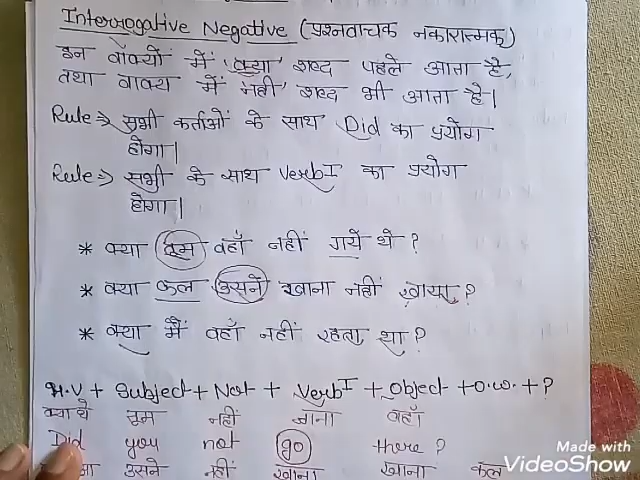 Interrogative Negative (प्रश्नवाचक नकारात्मक)
इन वाक्यों में 'क्या' शब्द पहले आता है,
तथा वाक्य में 'नहीं' शब्द भी आता है।
Rule⇒ सभी कर्ताओं के साथ Did का प्रयोग
होगा।
Rule⇒ सभी के साथ Verb I का प्रयोग
होगा।
* क्या तुम वहाँ नहीं गये थे ?
* क्या कल उसने खाना नहीं खाया ?
* क्या मैं वहाँ नहीं रहता था ?
H.V + Subject + Not + Verb I + Object + O.W. + ?
क्या थे तुम नहीं जाना वहाँ
Did you not go there ?
उसने नहीं खाना खाना कल
Made with
VideoShow